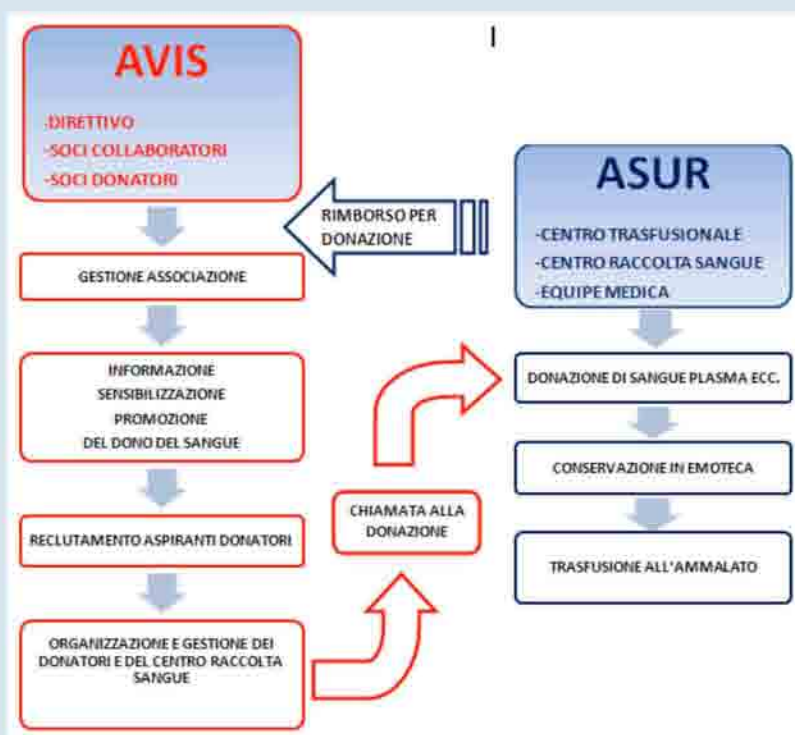 AVIS
-DIRETTIVO
-SOCI COLLABORATORI
-SOCI DONATORI
GESTIONE ASSOCIAZIONE
INFORMAZIONE
SENSIBILIZZAZIONE
PROMOZIONE
DEL DONO DEL SANGUE
RECLUTAMENTO ASPIRANTI DONATORI
ORGANIZZAZIONE E GESTIONE DEI
DONATORI E DEL CENTRO RACCOLTA
SANGUE
RIMBORSO PER
DONAZIONE
CHIAMATA ALLA
DONAZIONE
I
ASUR
-CENTRO TRASFUSIONALE
-CENTRO RACCOLTA SANGUE
-EQUIPE MEDICA
DONAZIONE DI SANGUE PLASMA ECC.
CONSERVAZIONE IN EMOTECA
TRASFUSIONE ALL'AMMALATO